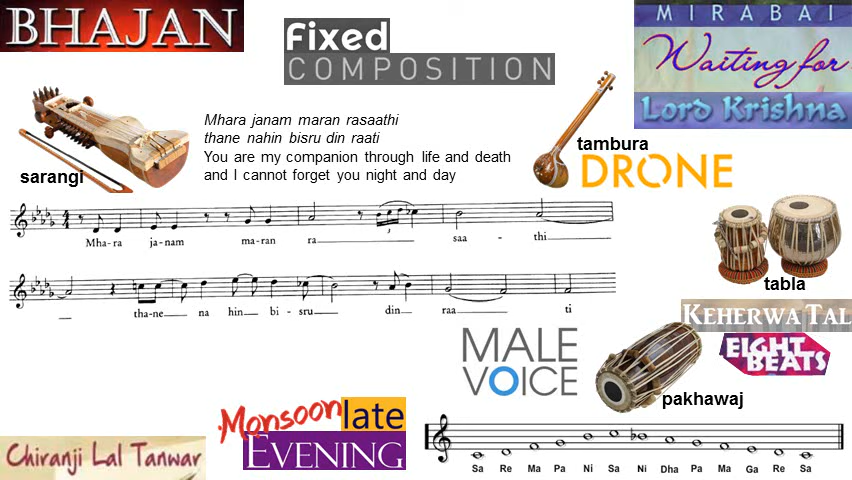 BHAJAN
Fixed
COMPOSITION
MIRABAI
Waiting for
Lord Krishna
sarangi
Mhara janam maran rasaathi
thane nahin bisru din raati
You are my companion through life and death
and I cannot forget you night and day
tambura
DRONE
4
4
3
Mha-ra ja-nam ma-ran ra saa - thi
tabla
tha-ne na hin bi - sru din raa ti
KEHERWA TAL
EIGHT
BEATS
MALE
VOICE
pakhawaj
Monsoon late
EVENING
Chiranji Lal Tanwar
Sa Re Ma Pa Ni Sa Ni Dha Pa Ma Ga Re Sa